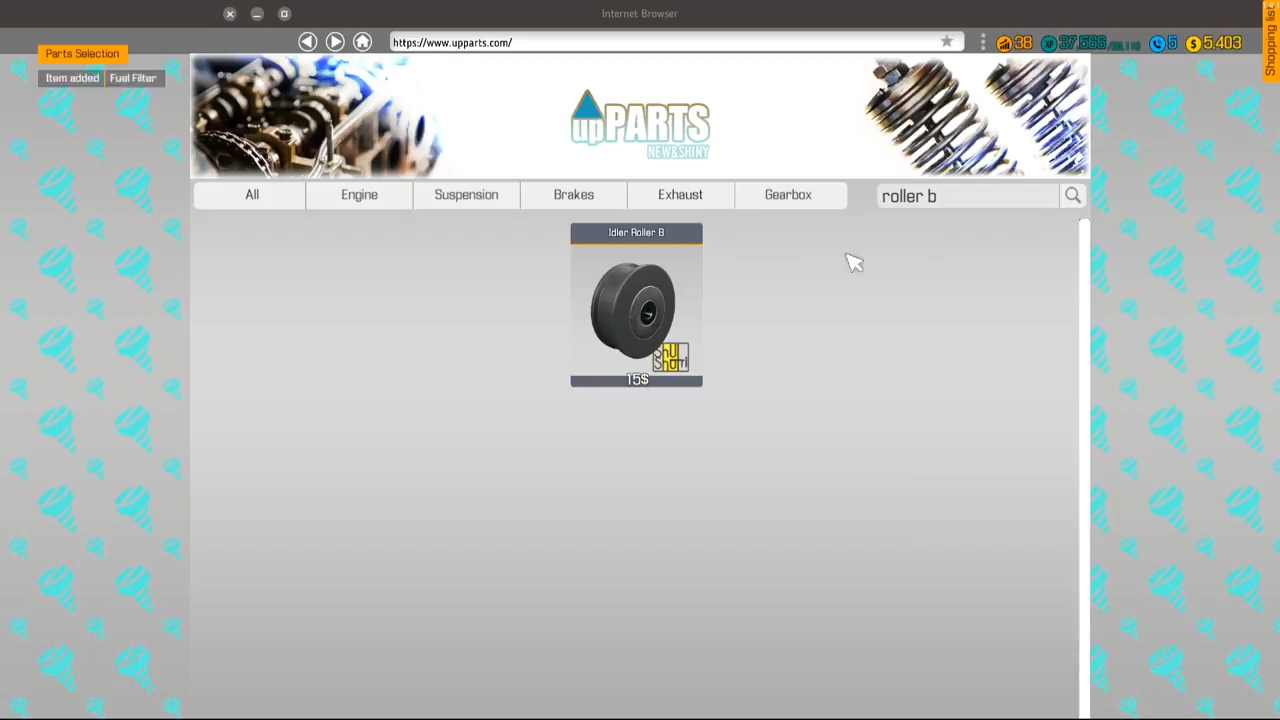 Internet Browser
https://www.upparts.com/
38
XP
5
$ 5,403
Shopping list
Parts Selection
Item added
Fuel Filter
upPARTS
NEW&SHINY
All
Engine
Suspension
Brakes
Exhaust
Gearbox
roller b
Idler Roller B
15$